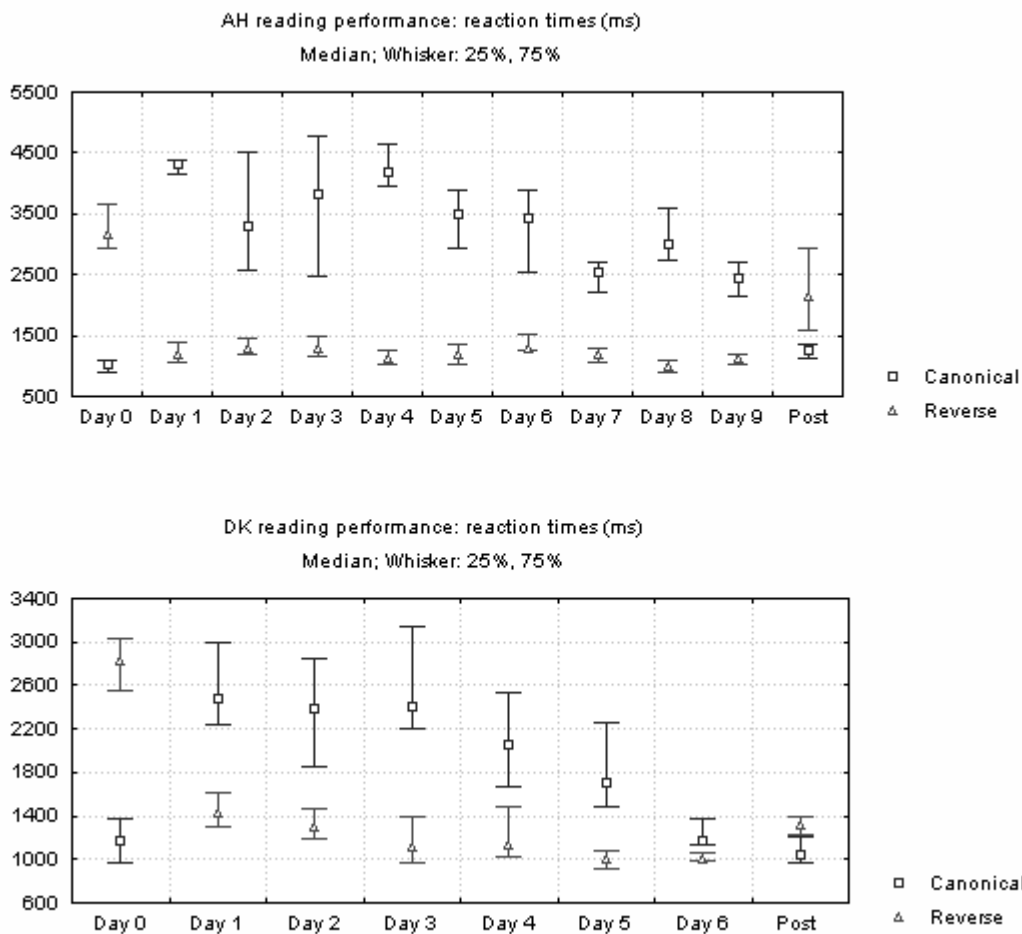 AH reading performance: reaction times (ms)
Median; Whisker: 25%, 75%
5500
4500
3500
2500
1500
500
Day 0 Day 1 Day 2 Day 3 Day 4 Day 5 Day 6 Day 7 Day 8 Day 9 Post
Canonical
Reverse
DK reading performance: reaction times (ms)
Median; Whisker: 25%, 75%
3400
3000
2600
2200
1800
1400
1000
600
Day 0 Day 1 Day 2 Day 3 Day 4 Day 5 Day 6 Post
Canonical
Reverse